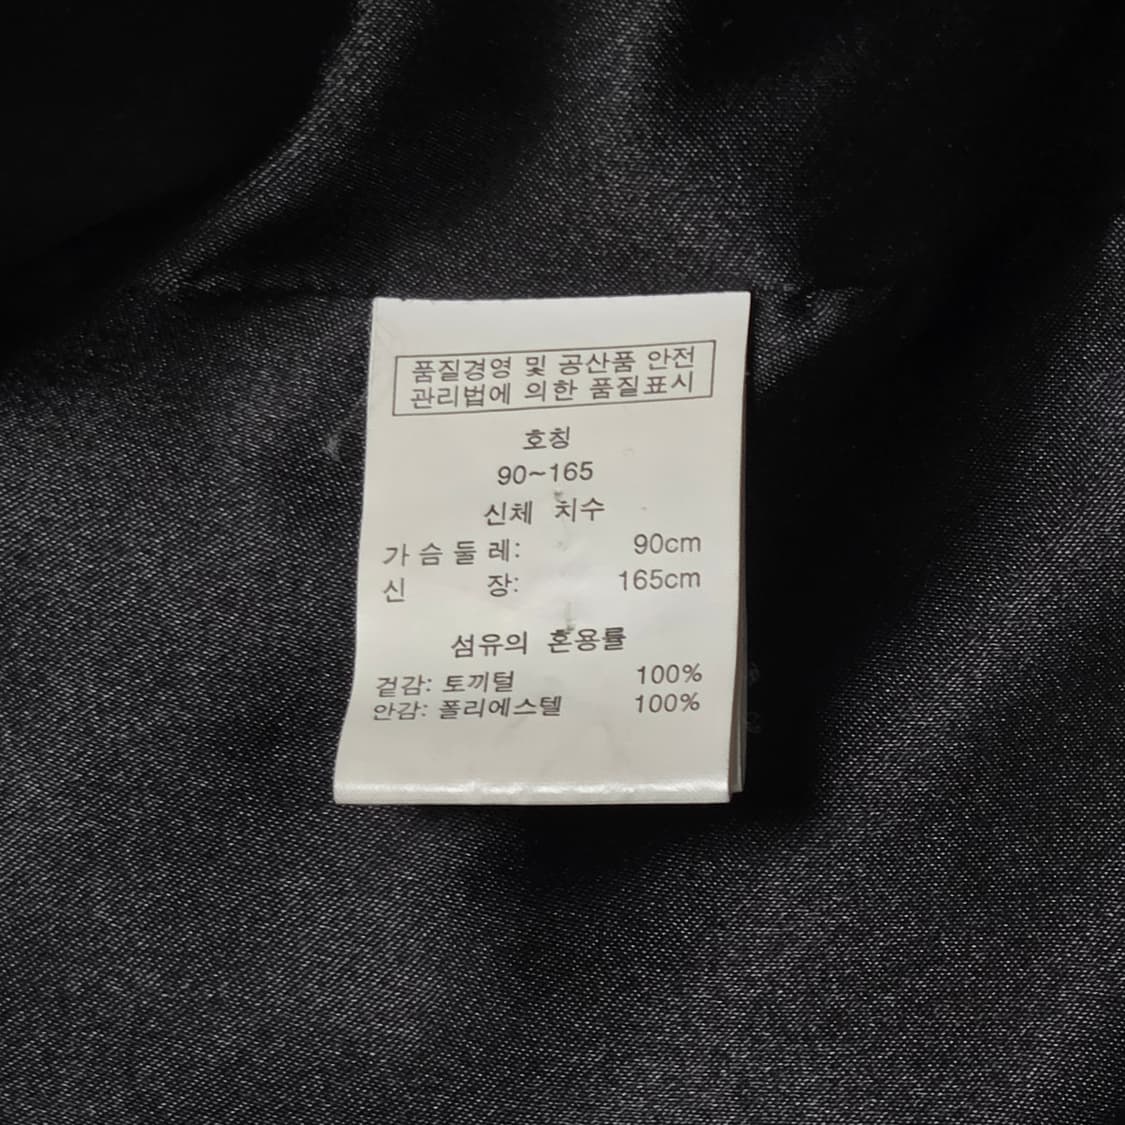 품질경영 및 공산품 안전
관리법에 의한 품질표시
호칭
90~165
신체 치수
가 슴 둘 레: 90cm
신 장: 165cm
섬유의 혼용률
겉감: 토끼털 100%
안감: 폴리에스텔 100%